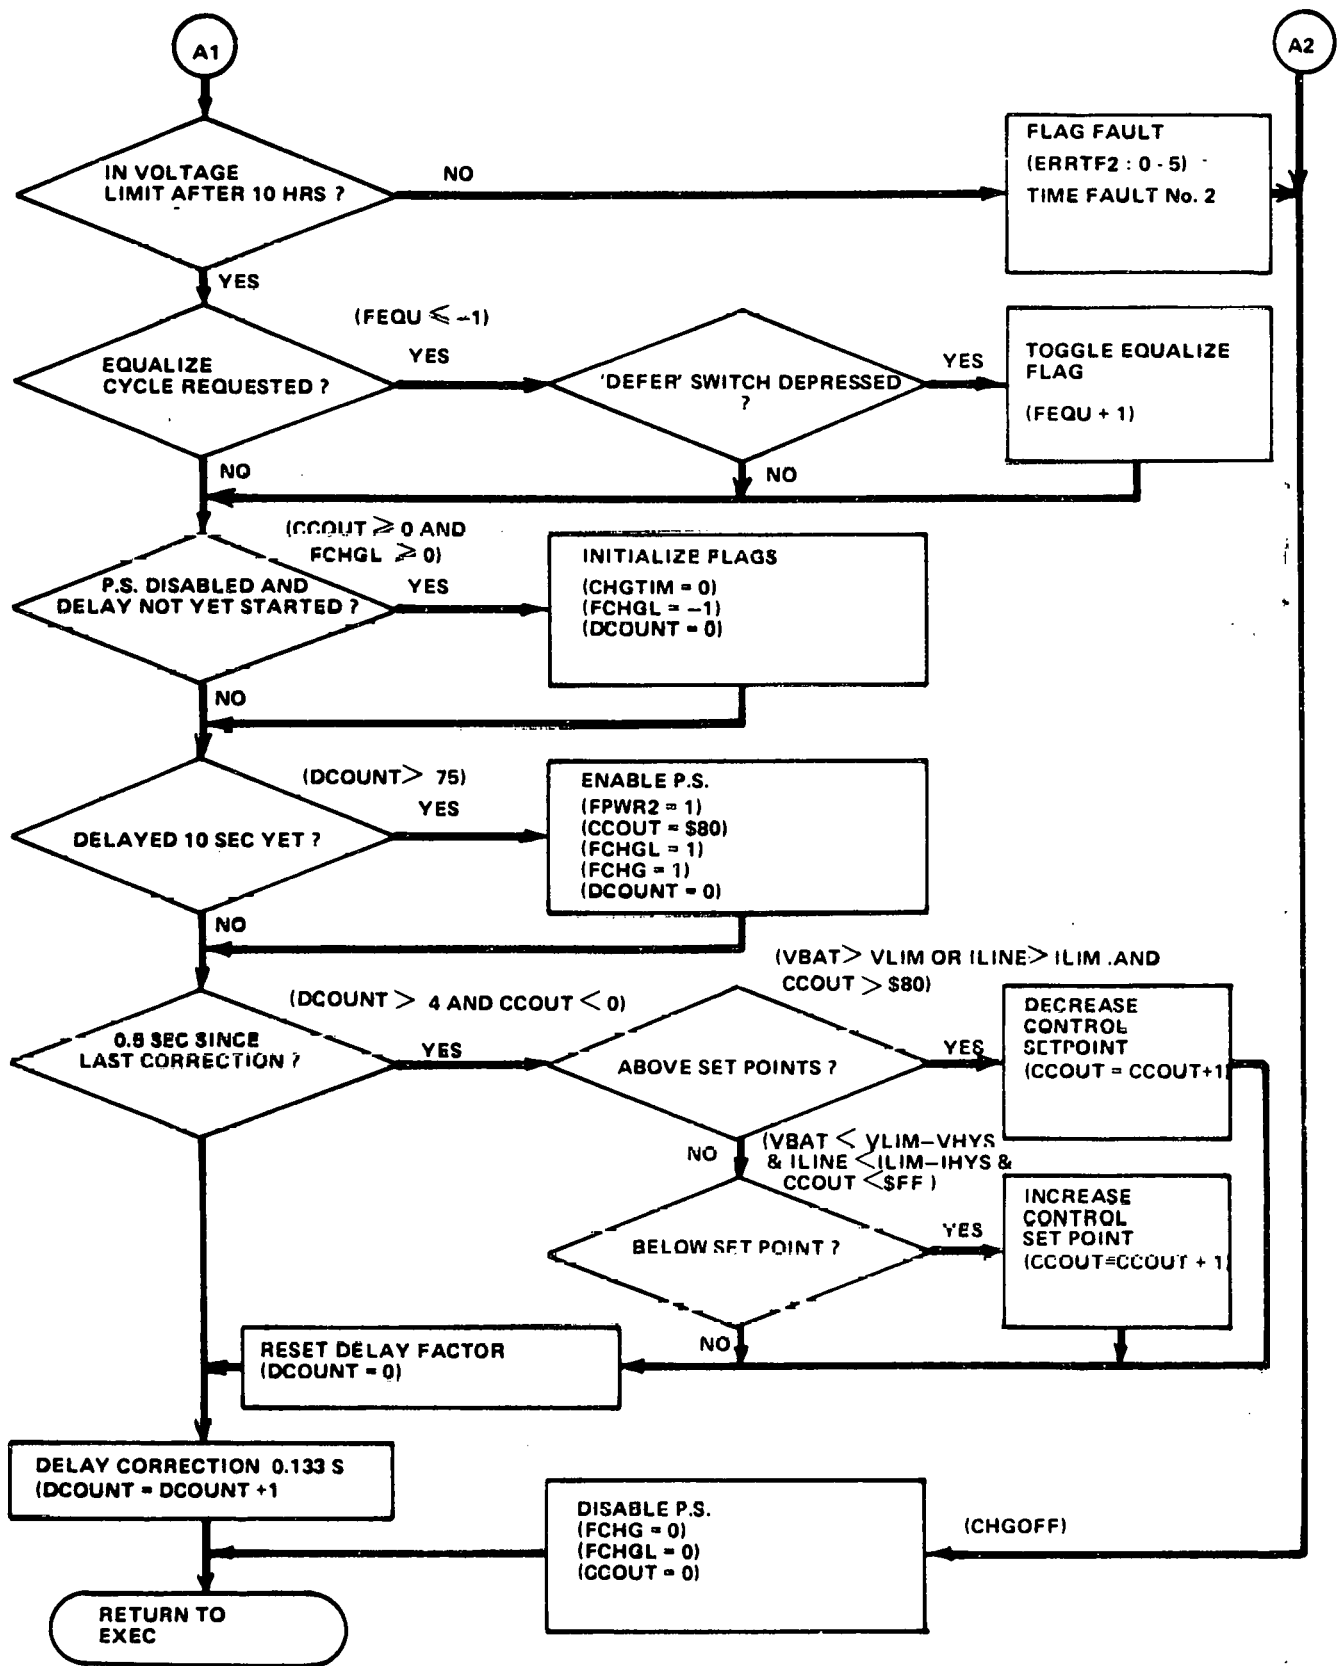 A1
A2
IN VOLTAGE
LIMIT AFTER 10 HRS ?
NO
FLAG FAULT
(ERRTF2 : 0 - 5)
TIME FAULT No. 2
YES
EQUALIZE
CYCLE REQUESTED ?
(FEQU ⩽ -1)
YES
'DEFER' SWITCH DEPRESSED
?
YES
TOGGLE EQUALIZE
FLAG
(FEQU + 1)
NO
NO
P.S. DISABLED AND
DELAY NOT YET STARTED ?
(CCOUT ⩾ 0 AND
FCHGL ⩾ 0)
YES
INITIALIZE FLAGS
(CHGTIM = 0)
(FCHGL = -1)
(DCOUNT = 0)
NO
DELAYED 10 SEC YET ?
(DCOUNT > 75)
YES
ENABLE P.S.
(FPWR2 = 1)
(CCOUT = $80)
(FCHGL = 1)
(FCHG = 1)
(DCOUNT = 0)
NO
0.5 SEC SINCE
LAST CORRECTION ?
(DCOUNT > 4 AND CCOUT < 0)
YES
(VBAT > VLIM OR ILINE > ILIM .AND
CCOUT > $80)
ABOVE SET POINTS ?
YES
DECREASE
CONTROL
SETPOINT
(CCOUT = CCOUT+1)
NO
(VBAT < VLIM-VHYS
& ILINE < ILIM-IHYS &
CCOUT < $FF )
BELOW SET POINT ?
YES
INCREASE
CONTROL
SET POINT
(CCOUT=CCOUT + 1)
NO
RESET DELAY FACTOR
(DCOUNT = 0)
DELAY CORRECTION 0.133 S
(DCOUNT = DCOUNT +1
DISABLE P.S.
(FCHG = 0)
(FCHGL = 0)
(CCOUT = 0)
(CHGOFF)
RETURN TO
EXEC